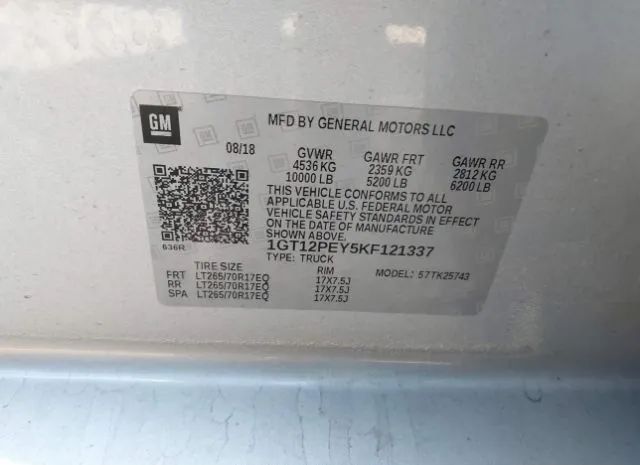 GM
MFD BY GENERAL MOTORS LLC
08/18
GVWR
4536 KG
10000 LB
GAWR FRT
2359 KG
5200 LB
GAWR RR
2812 KG
6200 LB
THIS VEHICLE CONFORMS TO ALL
APPLICABLE U.S. FEDERAL MOTOR
VEHICLE SAFETY STANDARDS IN EFFECT
ON THE DATE OF MANUFACTURE
SHOWN ABOVE.
1GT12PEY5KF121337
636R
TYPE: TRUCK
TIRE SIZE RIM MODEL: 57TK25743
FRT LT265/70R17EQ 17X7.5J
RR LT265/70R17EQ 17X7.5J
SPA LT265/70R17EQ 17X7.5J